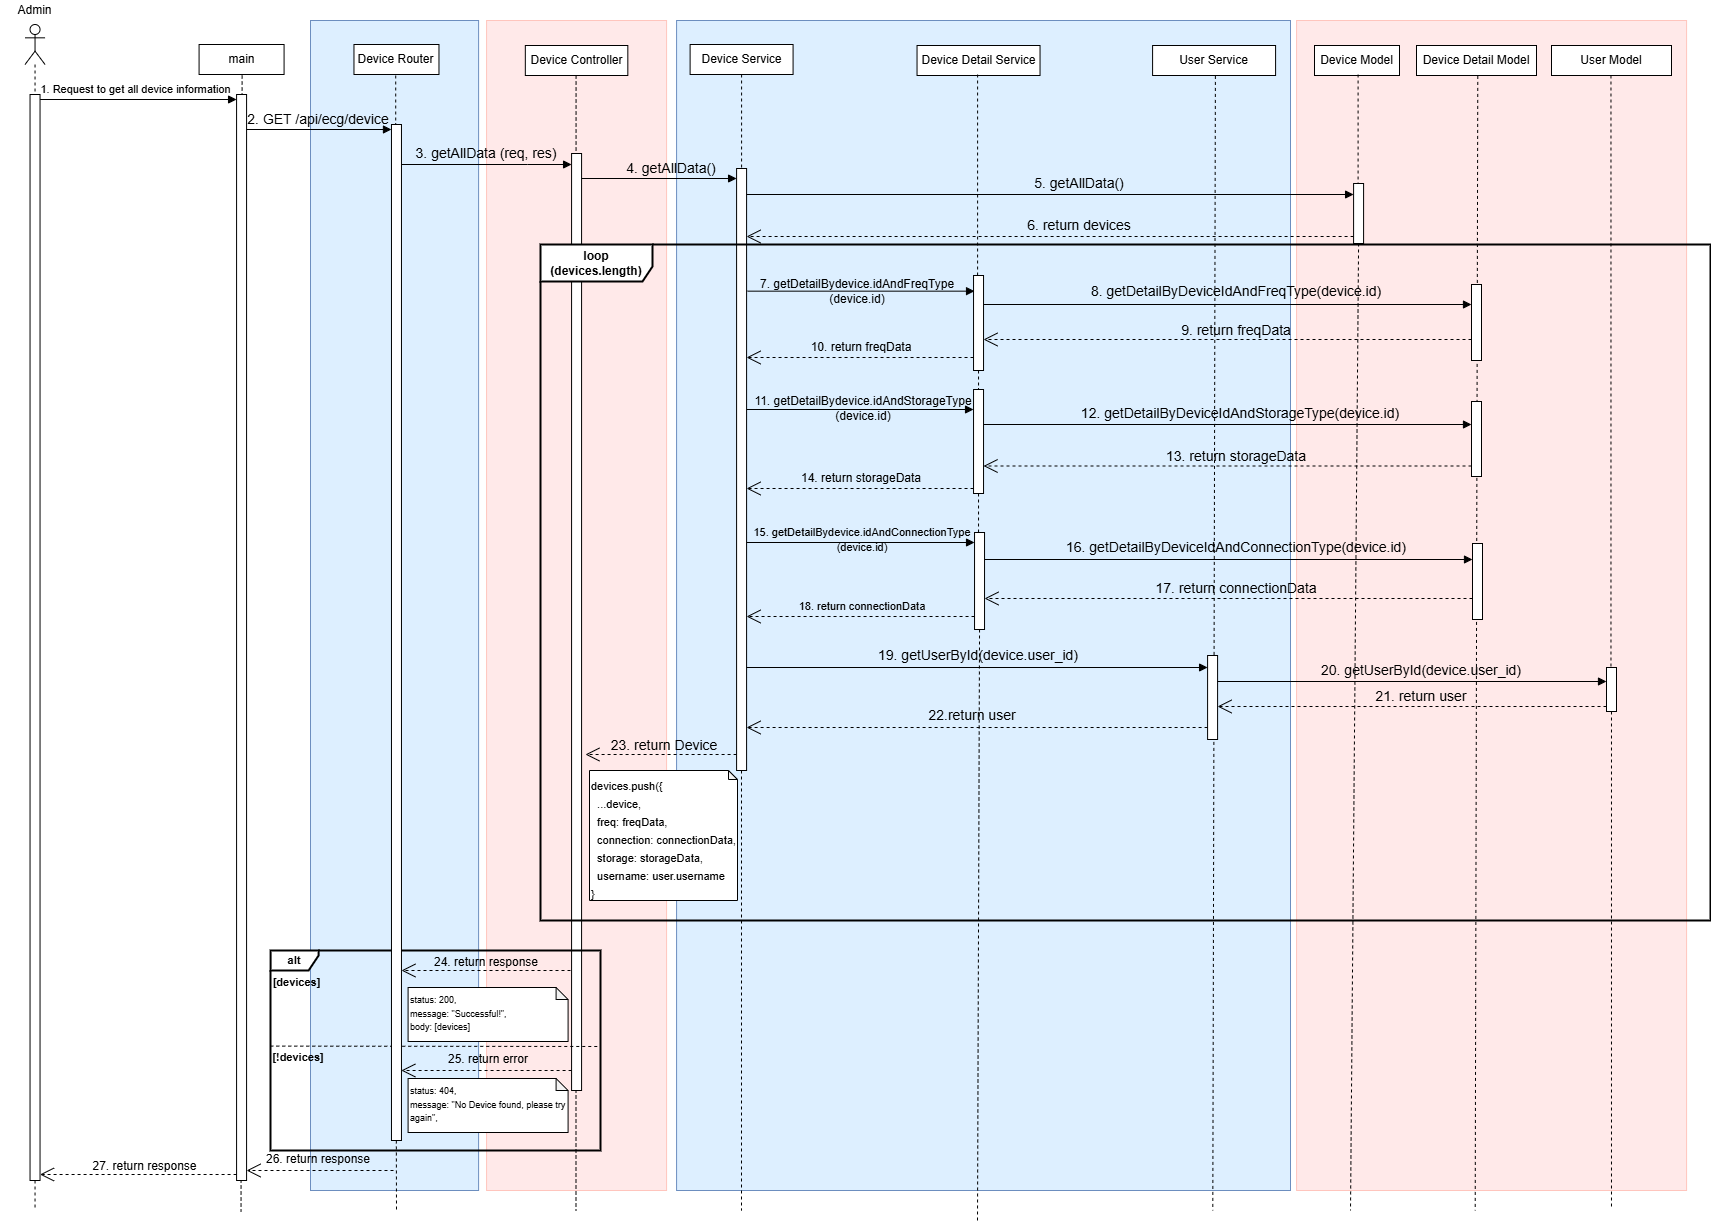 Admin
main
Device Router
Device Controller
Device Service
Device Detail Service
User Service
Device Model
Device Detail Model
User Model
1. Request to get all device information
2. GET /api/ecg/device
3. getAllData (req, res)
4. getAllData()
5. getAllData()
6. return devices
loop
(devices.length)
7. getDetailBydevice.idAndFreqType
(device.id)
8. getDetailByDeviceIdAndFreqType(device.id)
9. return freqData
10. return freqData
11. getDetailBydevice.idAndStorageType
(device.id)
12. getDetailByDeviceIdAndStorageType(device.id)
13. return storageData
14. return storageData
15. getDetailBydevice.idAndConnectionType
(device.id)
16. getDetailByDeviceIdAndConnectionType(device.id)
17. return connectionData
18. return connectionData
19. getUserById(device.user_id)
20. getUserById(device.user_id)
21. return user
22.return user
23. return Device
devices.push({
...device,
freq: freqData,
connection: connectionData,
storage: storageData,
username: user.username
}
alt
24. return response
[devices]
status: 200,
message: "Successful!",
body: [devices]
[!devices]
25. return error
status: 404,
message: "No Device found, please try
again",
26. return response
27. return response